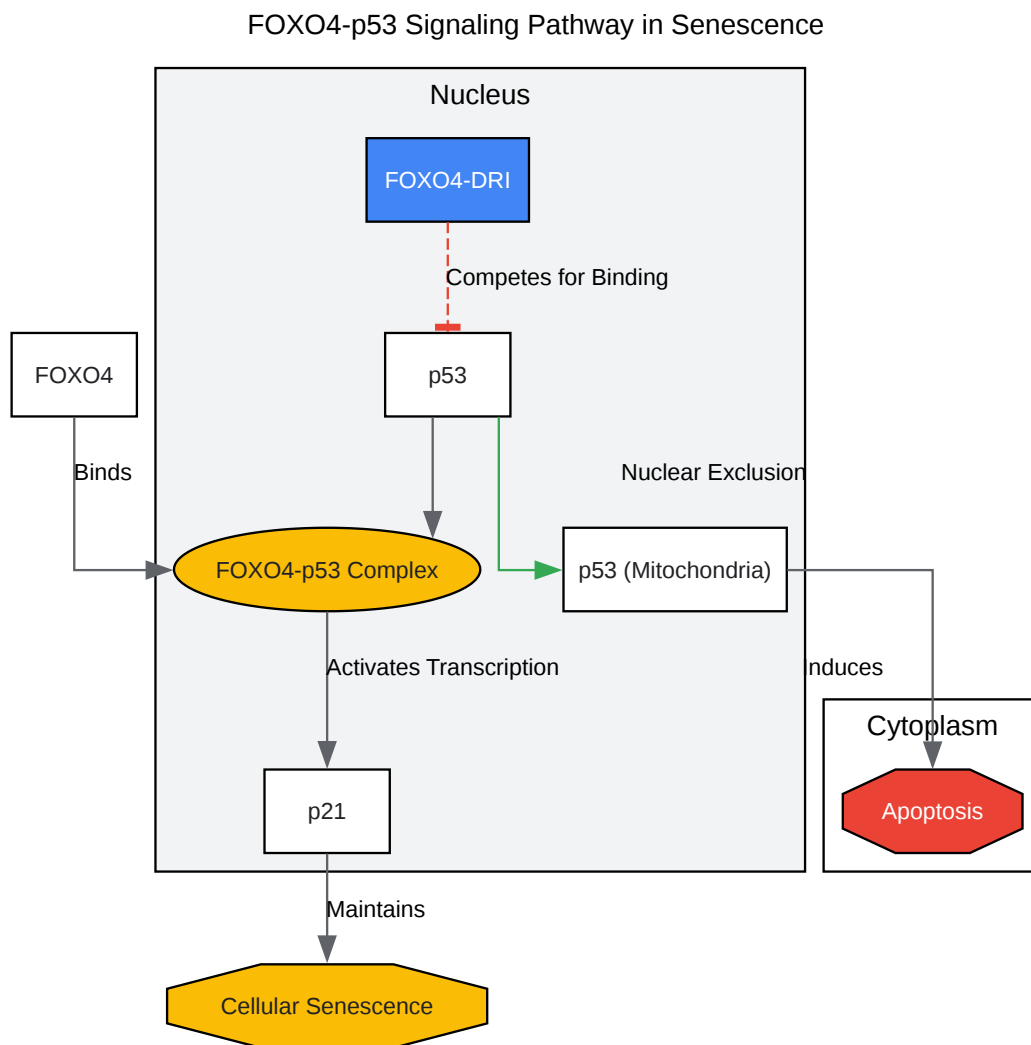 FOXO4-p53 Signaling Pathway in Senescence
Nucleus
FOXO4-DRI
Competes for Binding
FOXO4
p53
Binds
Nuclear Exclusion
FOXO4-p53 Complex
p53 (Mitochondria)
Activates Transcription
Induces
Cytoplasm
p21
Apoptosis
Maintains
Cellular Senescence